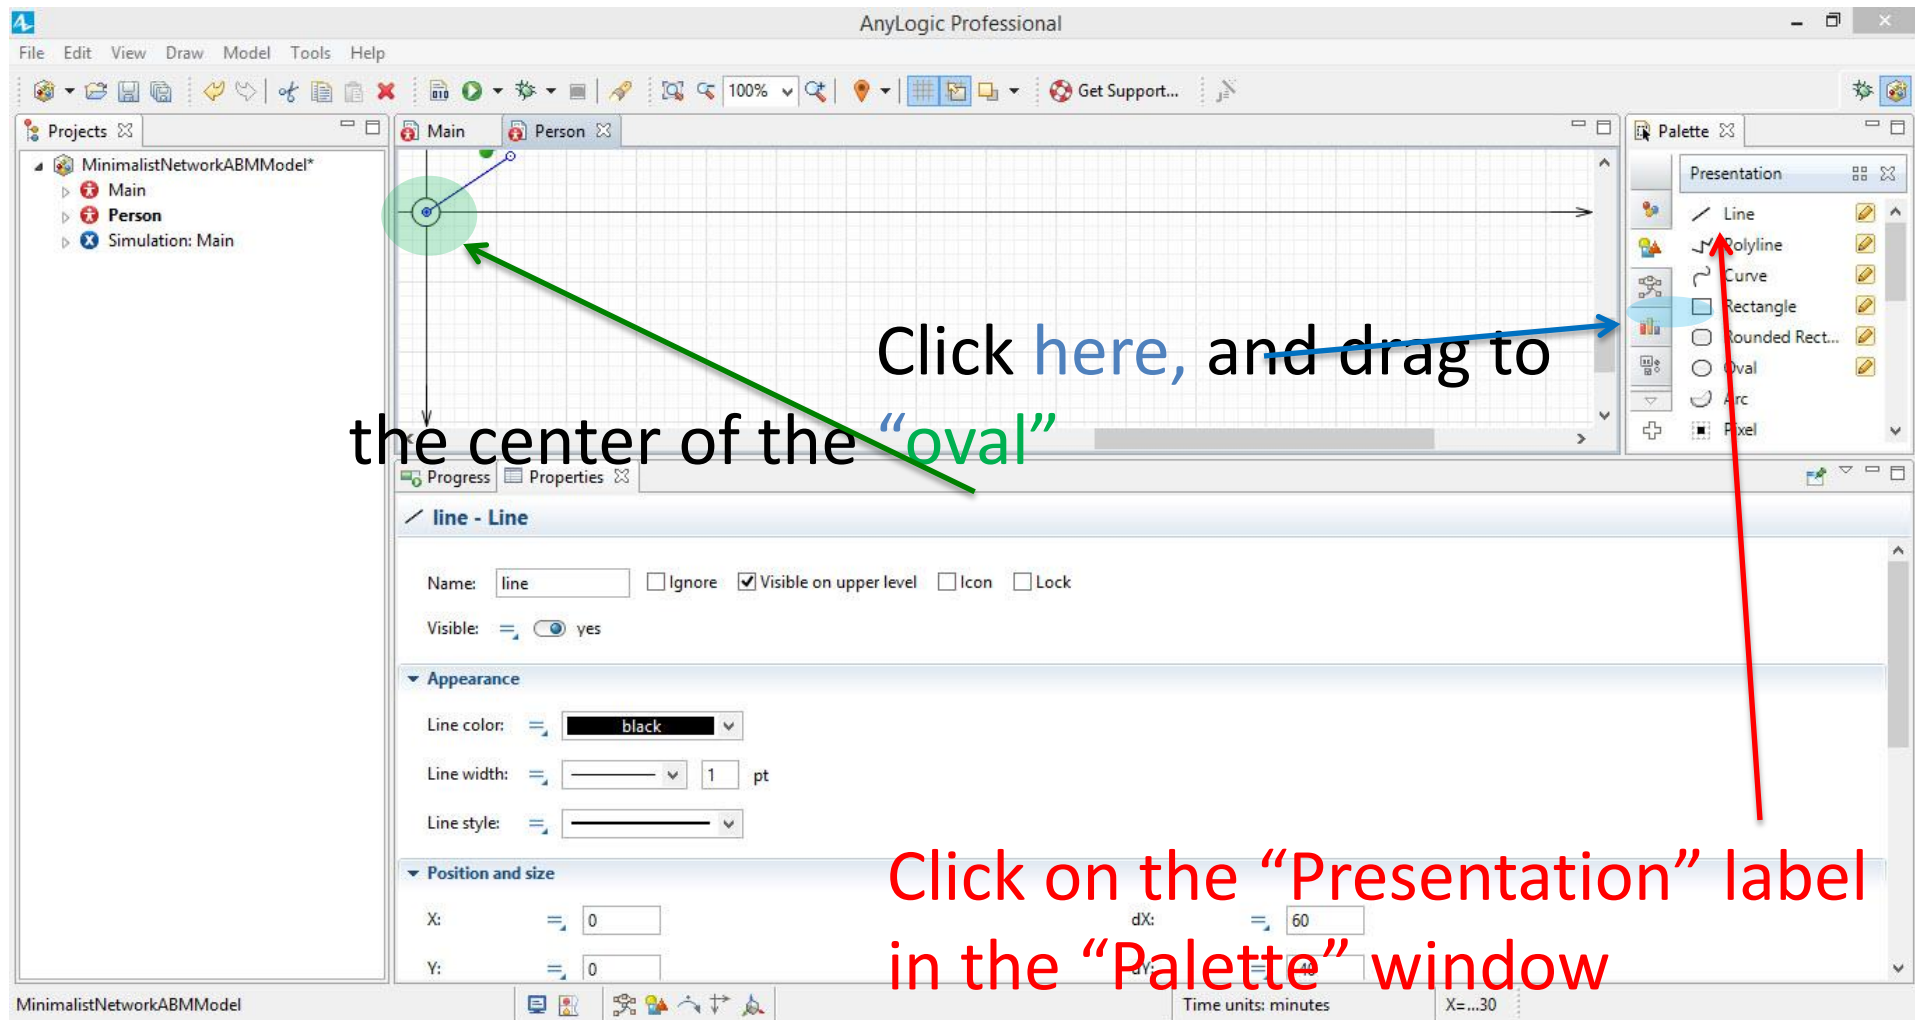 AnyLogic Professional
File Edit View Draw Model Tools Help
100% Get Support...
Projects
MinimalistNetworkABMModel*
Main
Person
Simulation: Main
Main Person
Palette
Presentation
Line
Polyline
Curve
Rectangle
Rounded Rect...
Oval
Arc
Pixel
Click here, and drag to
the center of the “oval”
Progress Properties
line - Line
Name: line Ignore Visible on upper level Icon Lock
Visible: yes
Appearance
Line color: black
Line width: 1 pt
Line style:
Position and size
X: 0 dX: 60
Y: 0 dY:
Click on the “Presentation” label
in the “Palette” window
MinimalistNetworkABMModel Time units: minutes X=...30